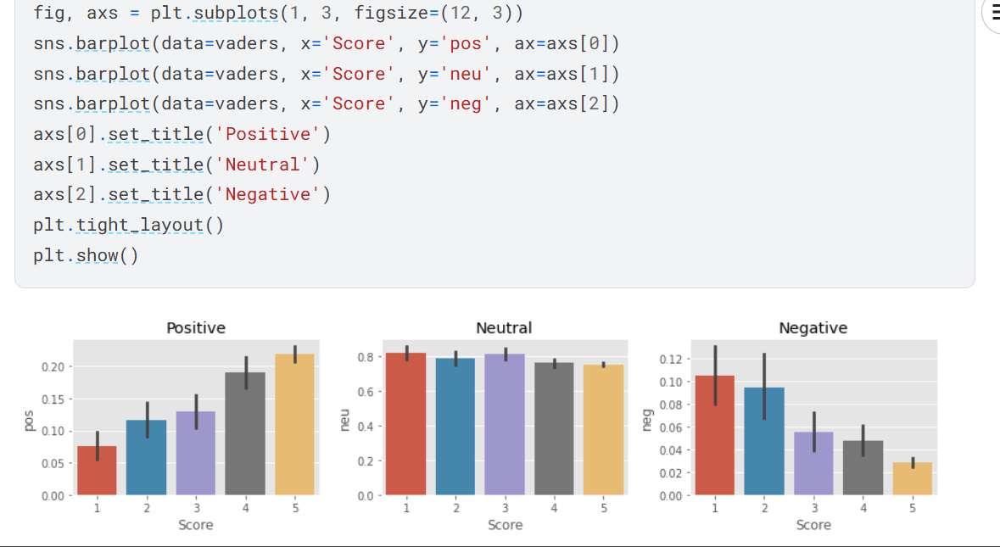 fig, axs = plt.subplots(1, 3, figsize=(12, 3))
sns.barplot(data=vaders, x='Score', y='pos', ax=axs[0])
sns.barplot(data=vaders, x='Score', y='neu', ax=axs[1])
sns.barplot(data=vaders, x='Score', y='neg', ax=axs[2])
axs[0].set_title('Positive')
axs[1].set_title('Neutral')
axs[2].set_title('Negative')
plt.tight_layout()
plt.show()
Positive
pos
0.20
0.15
0.10
0.05
0.00
1 2 3 4 5
Score
Neutral
neu
0.8
0.6
0.4
0.2
0.0
1 2 3 4 5
Score
Negative
neg
0.12
0.10
0.08
0.06
0.04
0.02
0.00
1 2 3 4 5
Score